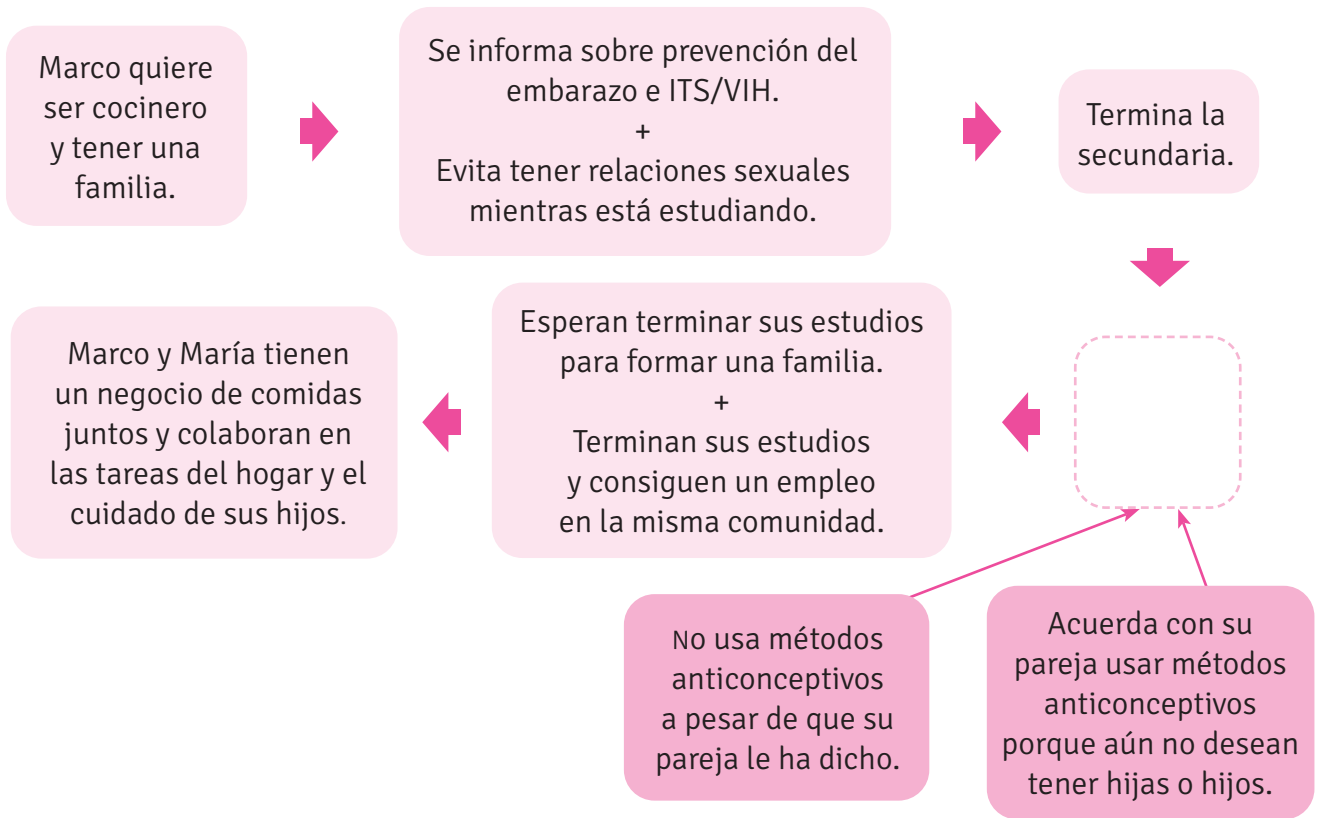 Marco quiere
ser cocinero
y tener una
familia.
Se informa sobre prevención del
embarazo e ITS/VIH.
+
Evita tener relaciones sexuales
mientras está estudiando.
Termina la
secundaria.
Esperan terminar sus estudios
para formar una familia.
+
Terminan sus estudios
y consiguen un empleo
en la misma comunidad.
Marco y María tienen
un negocio de comidas
juntos y colaboran en
las tareas del hogar y el
cuidado de sus hijos.
No usa métodos
anticonceptivos
a pesar de que su
pareja le ha dicho.
Acuerda con su
pareja usar métodos
anticonceptivos
porque aún no desean
tener hijas o hijos.